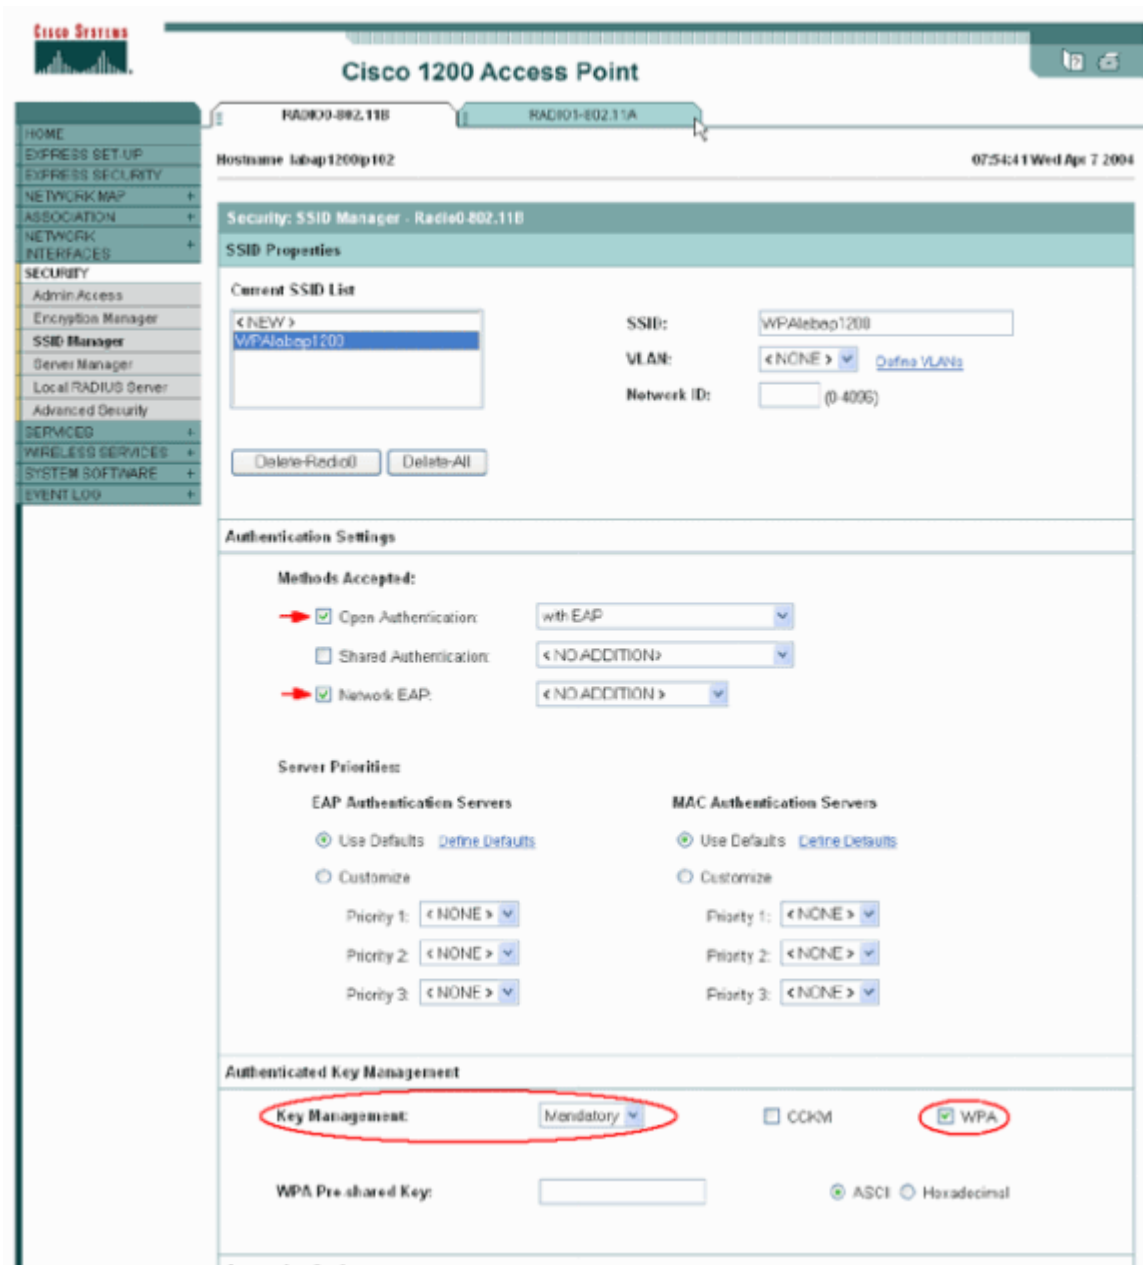 CISCO SYSTEMS
Cisco 1200 Access Point
RADIO0-802.11B
RADIO1-802.11A
HOME
EXPRESS SET-UP
EXPRESS SECURITY
NETWORK MAP +
ASSOCIATION +
NETWORK INTERFACES +
SECURITY
Admin Access
Encryption Manager
SSID Manager
Server Manager
Local RADIUS Server
Advanced Security
SERVICES +
WIRELESS SERVICES +
SYSTEM SOFTWARE +
EVENT LOG +
Hostname labap1200ip102
07:54:41 Wed Apr 7 2004
Security: SSID Manager - Radio0-802.11B
SSID Properties
Current SSID List
< NEW >
WPAlabap1200
SSID: WPAlabap1200
VLAN: < NONE > Define VLANs
Network ID: (0-4096)
Delete-Radio0 Delete-All
Authentication Settings
Methods Accepted:
Open Authentication: with EAP
Shared Authentication: < NO ADDITION>
Network EAP: < NO ADDITION >
Server Priorities:
EAP Authentication Servers
Use Defaults Define Defaults
Customize
Priority 1: < NONE >
Priority 2: < NONE >
Priority 3: < NONE >
MAC Authentication Servers
Use Defaults Define Defaults
Customize
Priority 1: < NONE >
Priority 2: < NONE >
Priority 3: < NONE >
Authenticated Key Management
Key Management: Mandatory CCKM WPA
WPA Pre-shared Key: ASCII Hexadecimal